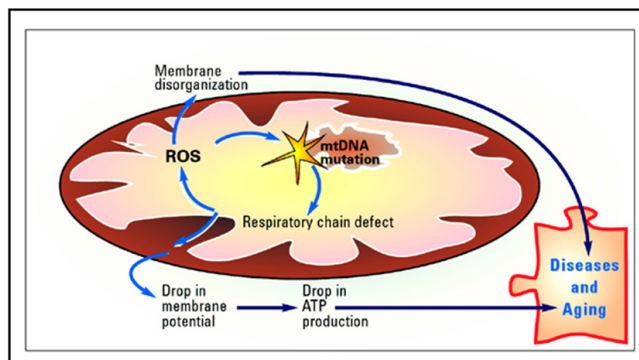 Membrane
disorganization
ROS
mtDNA
mutation
Respiratory chain defect
Drop in
membrane
potential
Drop in
ATP
production
Diseases
and
Aging